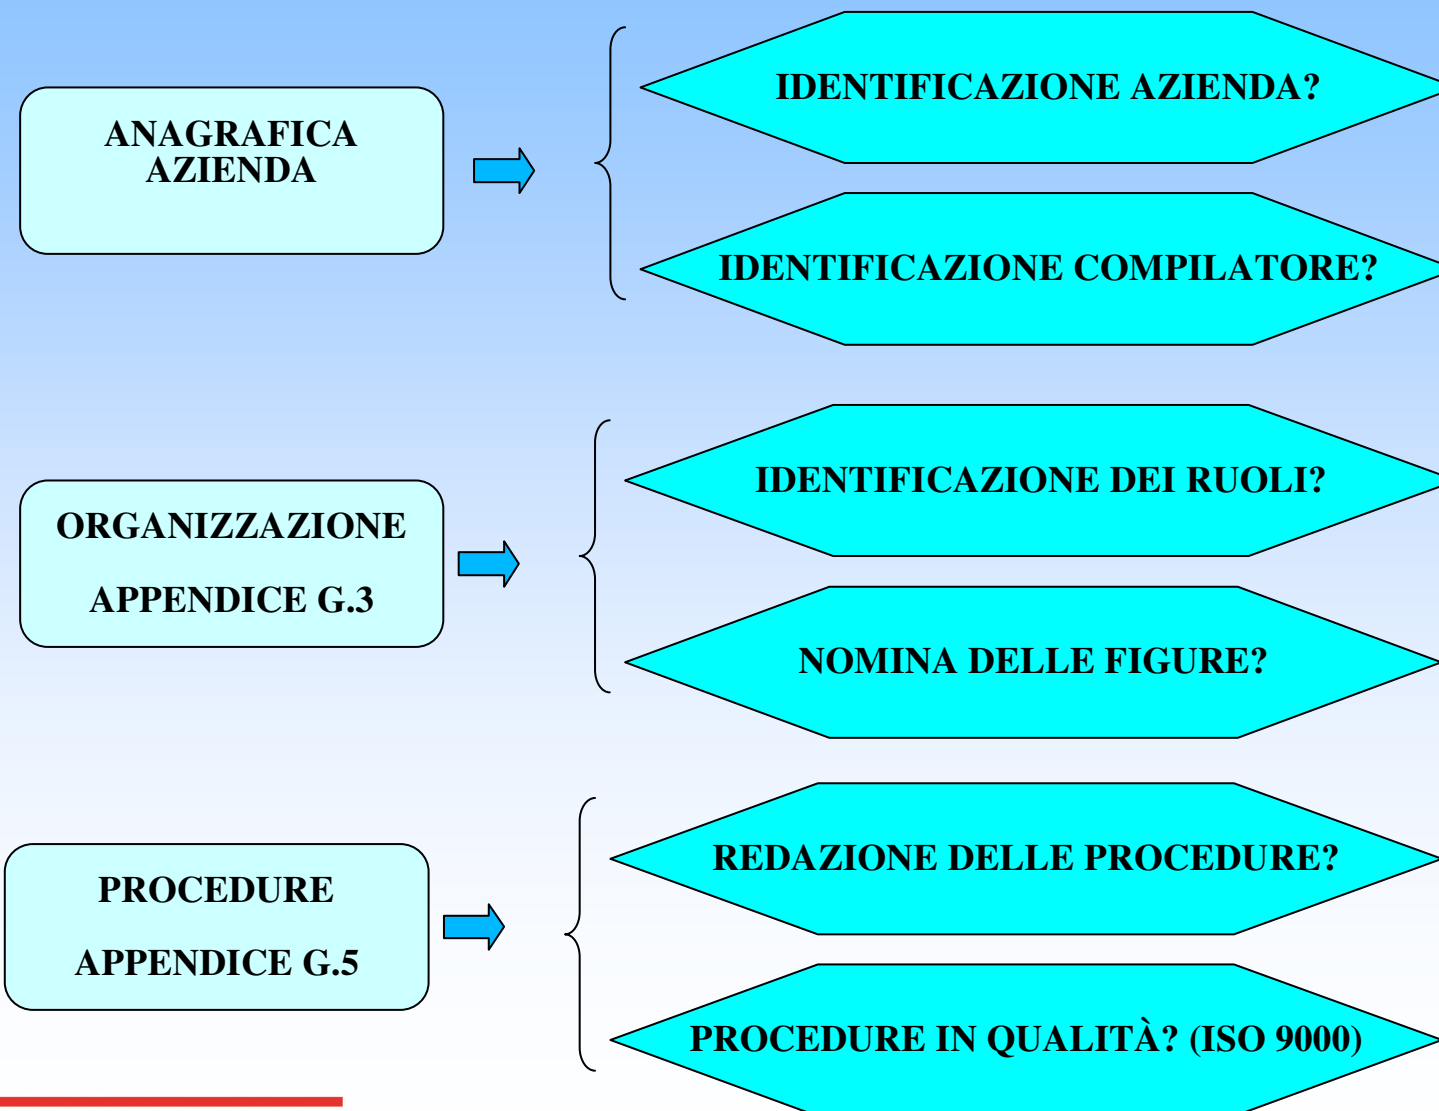 ANAGRAFICA
AZIENDA
IDENTIFICAZIONE AZIENDA?
IDENTIFICAZIONE COMPILATORE?
ORGANIZZAZIONE
APPENDICE G.3
IDENTIFICAZIONE DEI RUOLI?
NOMINA DELLE FIGURE?
PROCEDURE
APPENDICE G.5
REDAZIONE DELLE PROCEDURE?
PROCEDURE IN QUALITÀ? (ISO 9000)